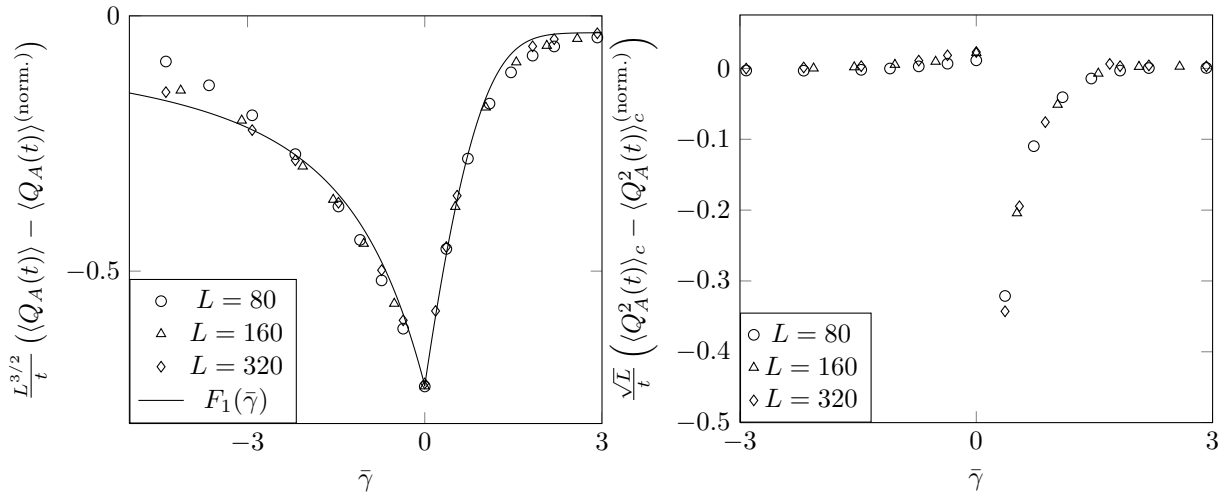 L^{3/2}/t (⟨Q_A(t)⟩ − ⟨Q_A(t)⟩^{(norm.)})
0
−0.5
−3
0
3
γ̄
L = 80
L = 160
L = 320
F_1(γ̄)
√L/t (⟨Q_A^2(t)⟩_c − ⟨Q_A^2(t)⟩_c^{(norm.)})
0
−0.1
−0.2
−0.3
−0.4
−0.5
−3
0
3
γ̄
L = 80
L = 160
L = 320